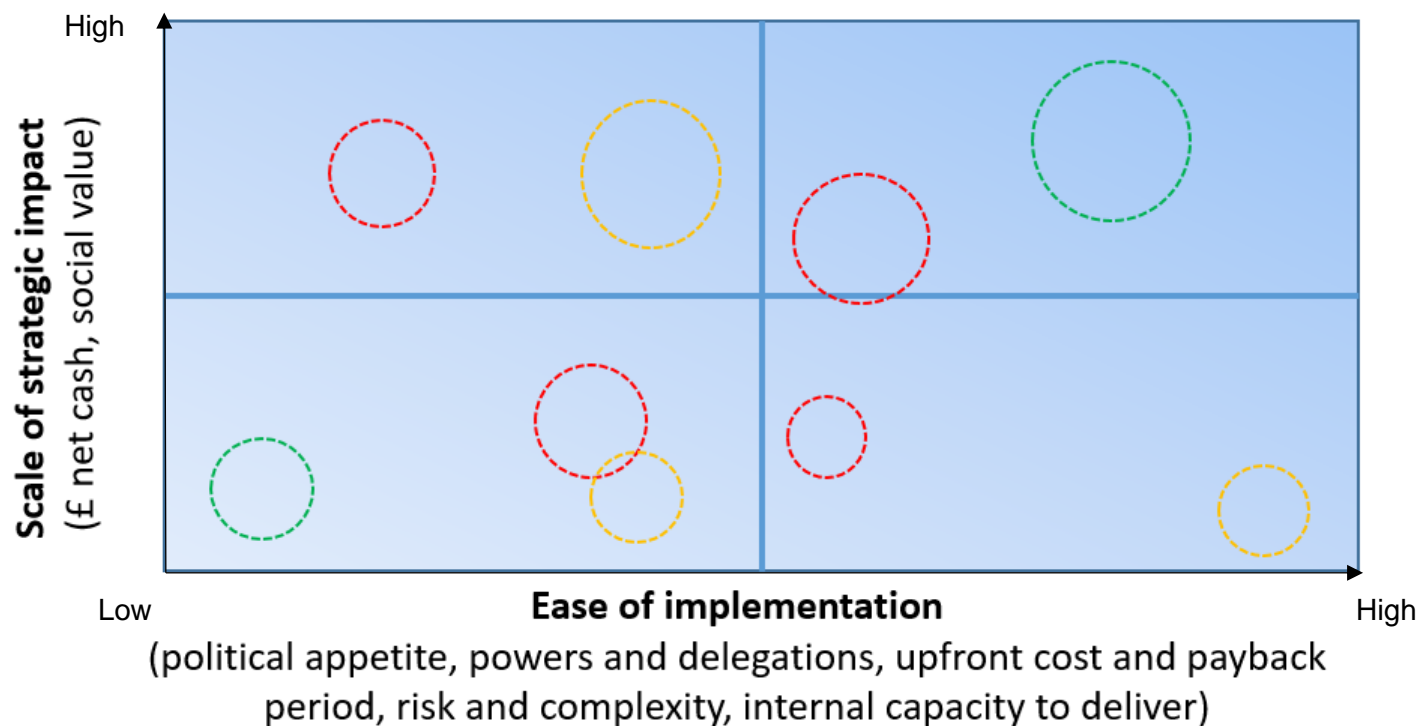 High
Scale of strategic impact
(£ net cash, social value)
Low
Ease of implementation
High
(political appetite, powers and delegations, upfront cost and payback
period, risk and complexity, internal capacity to deliver)